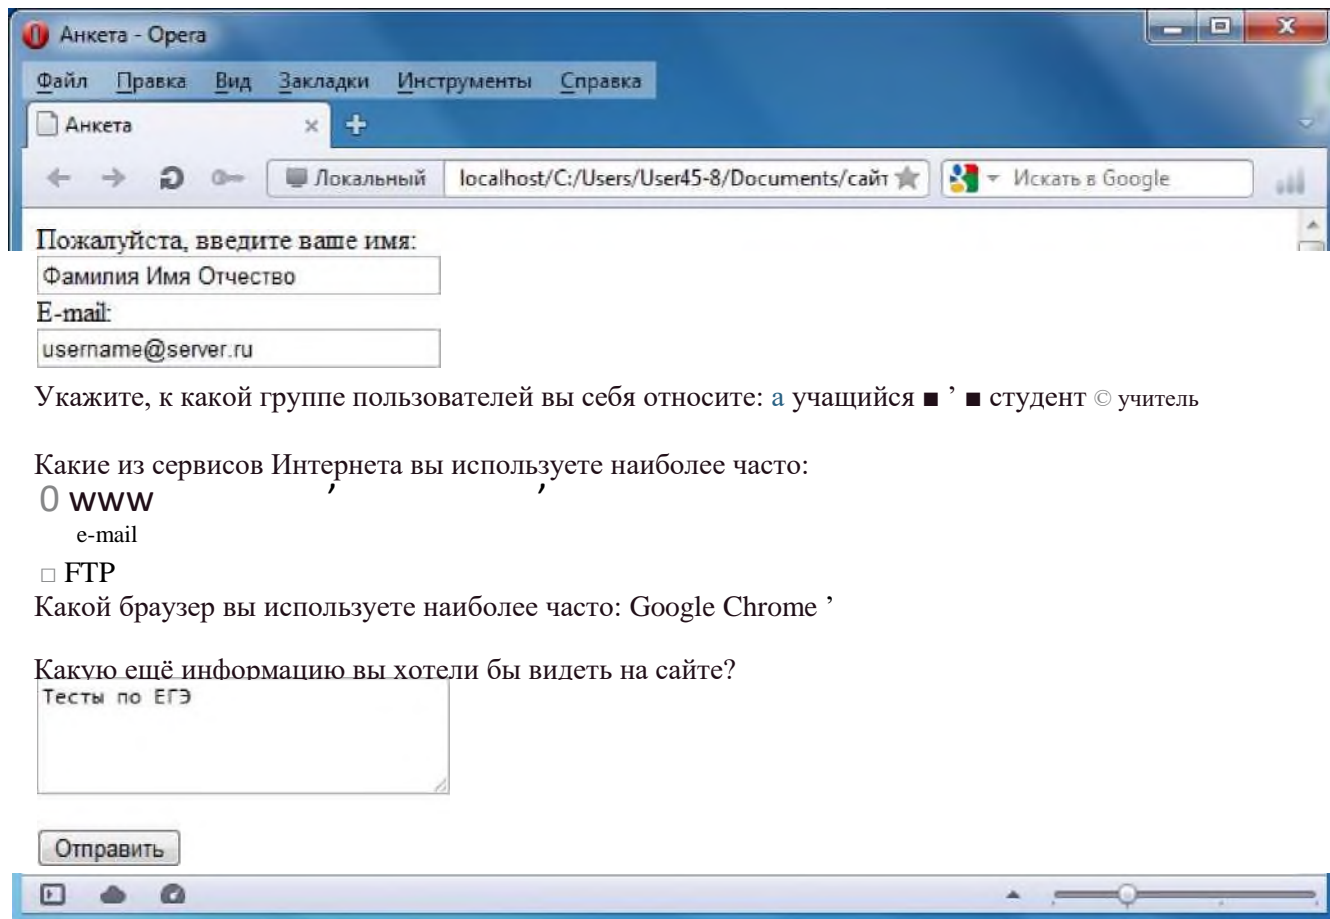 Анкета - Opera
Файл Правка Вид Закладки Инструменты Справка
Анкета
Локальный localhost/C:/Users/User45-8/Documents/сайт Искать в Google
Пожалуйста, введите ваше имя:
Фамилия Имя Отчество
E-mail:
username@server.ru
Укажите, к какой группе пользователей вы себя относите: а учащийся ■ ’ ■ студент © учитель
Какие из сервисов Интернета вы используете наиболее часто:
0 www , ,
e-mail
□ FTP
Какой браузер вы используете наиболее часто: Google Chrome ’
Какую ещё информацию вы хотели бы видеть на сайте?
Тесты по ЕГЭ
Отправить